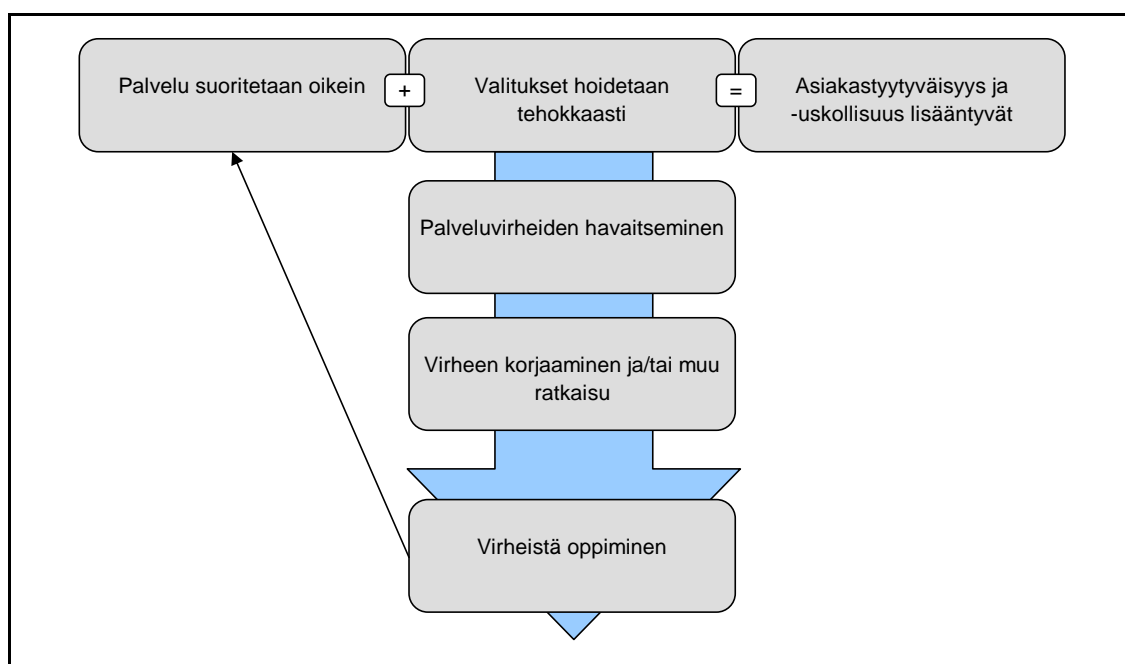 Palvelu suoritetaan oikein
+
Valitukset hoidetaan
tehokkaasti
=
Asiakastyytyväisyys ja
-uskollisuus lisääntyvät
Palveluvirheiden havaitseminen
Virheen korjaaminen ja/tai muu
ratkaisu
Virheistä oppiminen